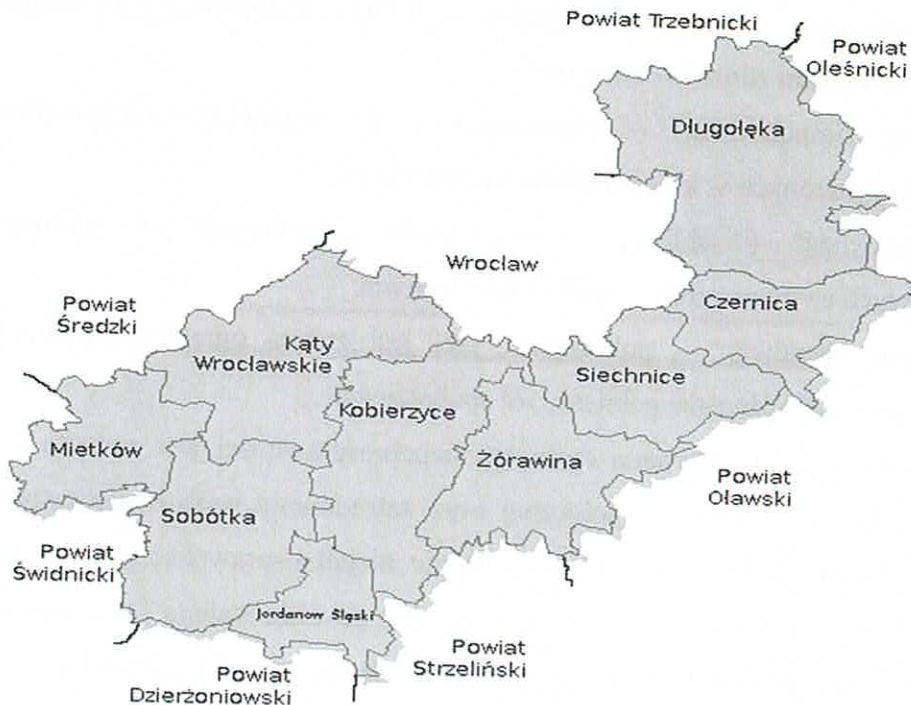 Powiat Trzebnicki
Powiat
Oleśnicki
Długołęka
Wrocław
Czernica
Powiat
Średzki
Kąty
Wrocławskie
Siechnice
Kobierzyce
Mietków
Żórawina
Powiat
Oławski
Sobótka
Powiat
Świdnicki
Jordanow Śląski
Powiat
Strzeliński
Powiat
Dzierżoniowski